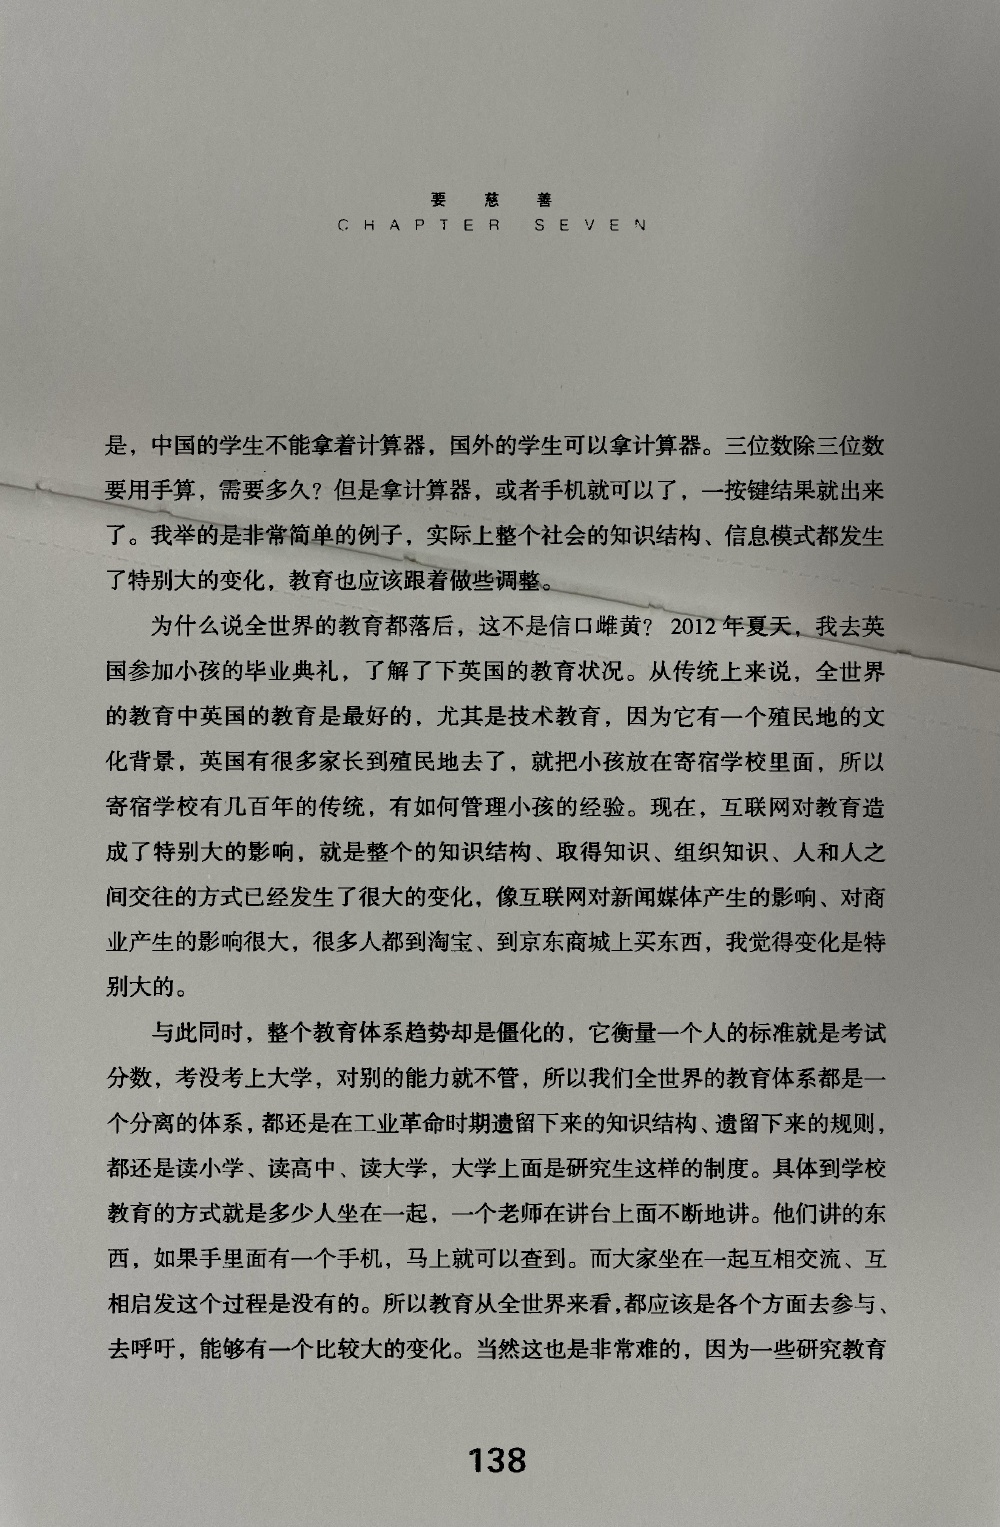 要慈善
CHAPTER SEVEN
是，中国的学生不能拿着计算器，国外的学生可以拿计算器。三位数除三位数
要用手算，需要多久？但是拿计算器，或者手机就可以了，一按键结果就出来
了。我举的是非常简单的例子，实际上整个社会的知识结构、信息模式都发生
了特别大的变化，教育也应该跟着做些调整。
为什么说全世界的教育都落后，这不是信口雌黄？2012 年夏天，我去英
国参加小孩的毕业典礼，了解了下英国的教育状况。从传统上来说，全世界
的教育中英国的教育是最好的，尤其是技术教育，因为它有一个殖民地的文
化背景，英国有很多家长到殖民地去了，就把小孩放在寄宿学校里面，所以
寄宿学校有几百年的传统，有如何管理小孩的经验。现在，互联网对教育造
成了特别大的影响，就是整个的知识结构、取得知识、组织知识、人和人之
间交往的方式已经发生了很大的变化，像互联网对新闻媒体产生的影响、对商
业产生的影响很大，很多人都到淘宝、到京东商城上买东西，我觉得变化是特
别大的。
与此同时，整个教育体系趋势却是僵化的，它衡量一个人的标准就是考试
分数，考没考上大学，对别的能力就不管，所以我们全世界的教育体系都是一
个分离的体系，都还是在工业革命时期遗留下来的知识结构、遗留下来的规则，
都还是读小学、读高中、读大学，大学上面是研究生这样的制度。具体到学校
教育的方式就是多少人坐在一起，一个老师在讲台上面不断地讲。他们讲的东
西，如果手里面有一个手机，马上就可以查到。而大家坐在一起互相交流、互
相启发这个过程是没有的。所以教育从全世界来看，都应该是各个方面去参与、
去呼吁，能够有一个比较大的变化。当然这也是非常难的，因为一些研究教育
138